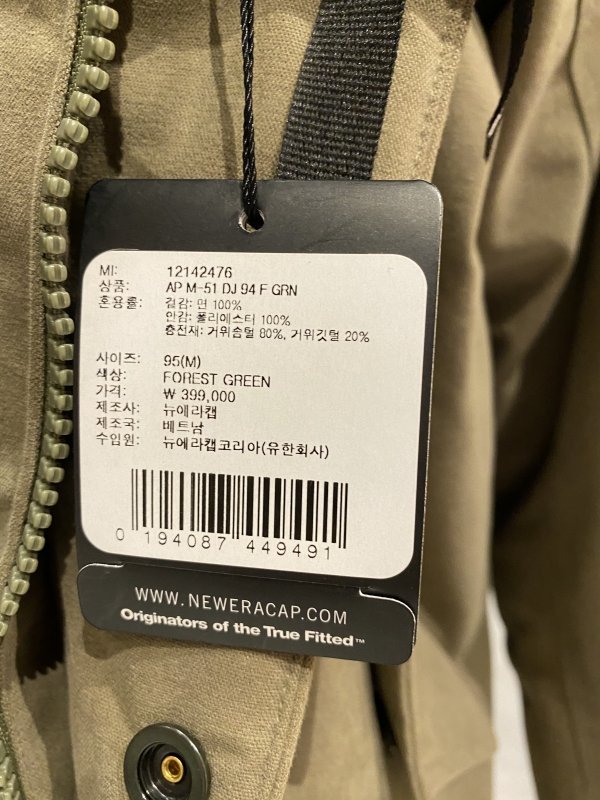 MI: 12142476
상품: AP M-51 DJ 94 F GRN
혼용률: 겉감: 면 100%
안감: 폴리에스터 100%
충전재: 거위솜털 80%, 거위깃털 20%
사이즈: 95(M)
색상: FOREST GREEN
가격: ₩ 399,000
제조사: 뉴에라캡
제조국: 베트남
수입원: 뉴에라캡코리아(유한회사)
0 194087 449491
WWW.NEWERACAP.COM
Originators of the True Fitted™